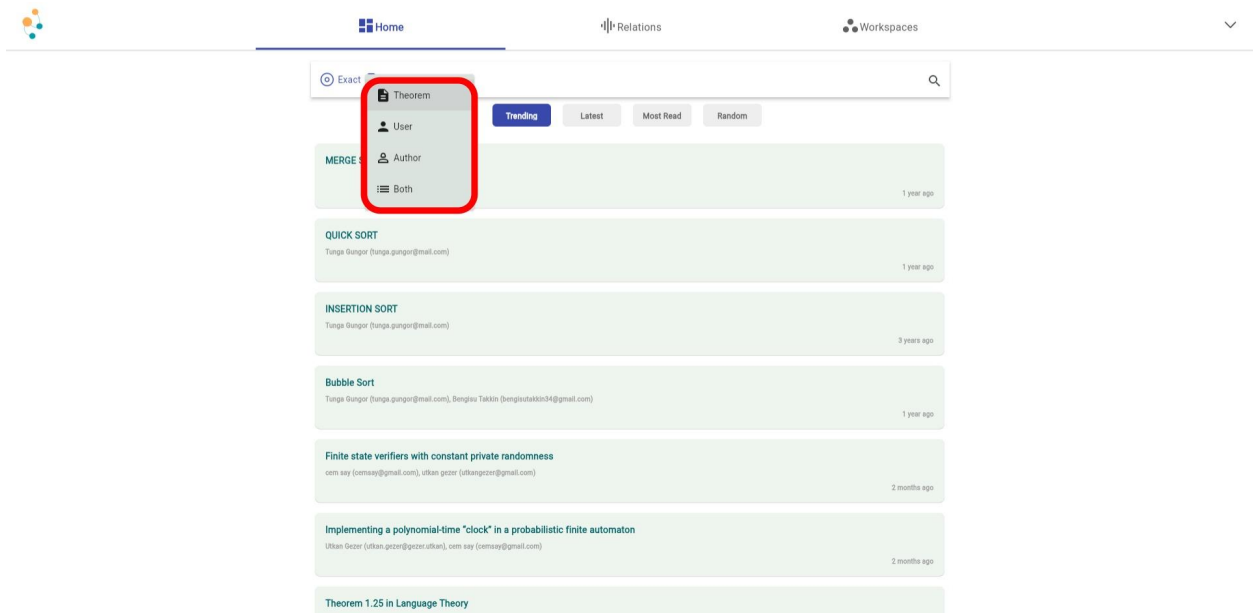 Home
Relations
Workspaces
Exact
Theorem
User
Author
Both
Trending
Latest
Most Read
Random
MERGE
1 year ago
QUICK SORT
Tunga Gungor (tunga.gungor@mail.com)
1 year ago
INSERTION SORT
Tunga Gungor (tunga.gungor@mail.com)
3 years ago
Bubble Sort
Tunga Gungor (tunga.gungor@mail.com), Bengisu Takkin (bengisutakkin34@gmail.com)
1 year ago
Finite state verifiers with constant private randomness
cem say (cemsay@gmail.com), utkan gezer (utkangezer@gmail.com)
2 months ago
Implementing a polynomial-time “clock” in a probabilistic finite automaton
Utkan Gezer (utkan.gezer@gezer.utkan), cem say (cemsay@gmail.com)
2 months ago
Theorem 1.25 in Language Theory